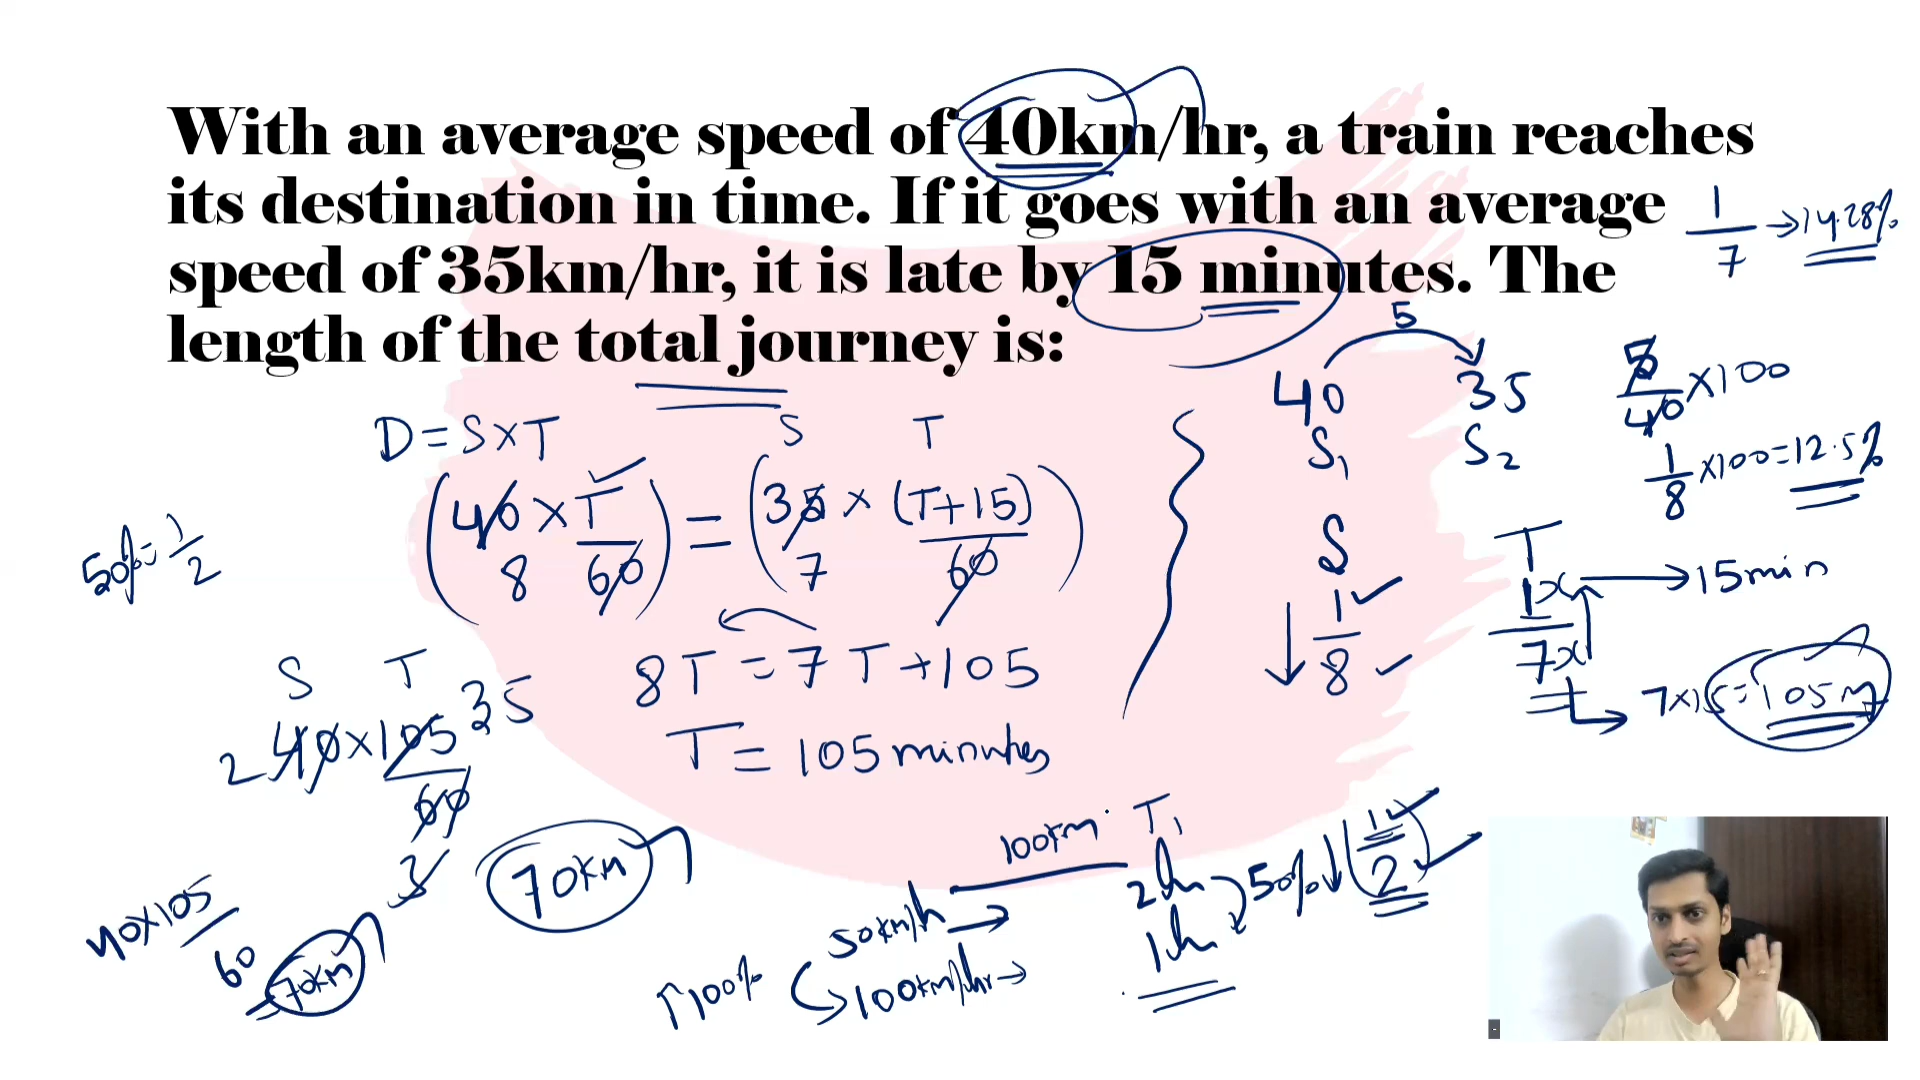 With an average speed of 40km/hr, a train reaches
its destination in time. If it goes with an average
speed of 35km/hr, it is late by 15 minutes. The
length of the total journey is:
1/7 → 14.28%
5
40 35
S1 S2
5/40 ×100
1/8 ×100 = 12.5%
D = S×T
S T
(40 × T/60) = (35 × (T+15)/60)
8 7
8T = 7T + 105
T = 105 minutes
50% = 1/2
S T
2 40×105 35
60
3
70km
40×105
60
= 70km
S T
↓ 1/8 1x/7x
→ 15min
→ 7×15 = 105m
100km T1
50km/h → 2h
50% ↓ (1/2)
↑100% 100km/hr → 1h